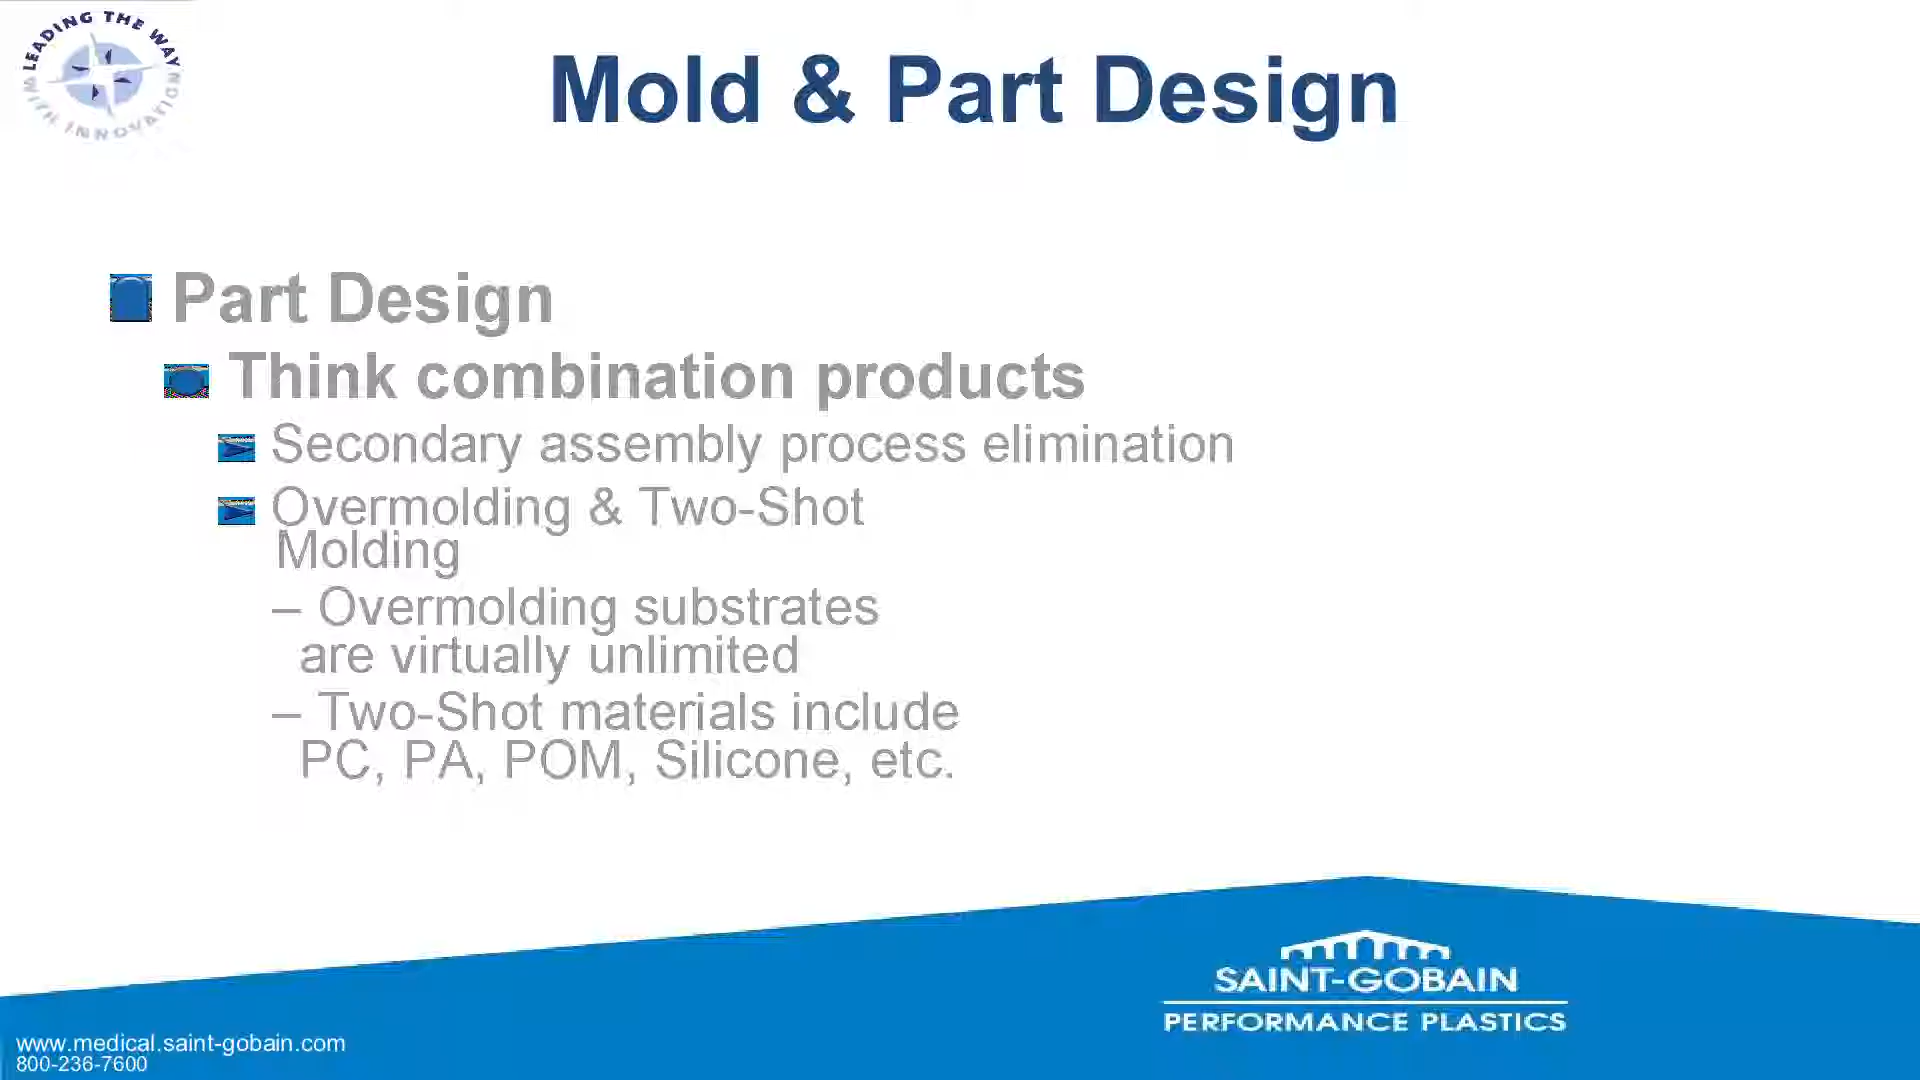 LEADING THE WAY
WITH INNOVATION
Mold & Part Design
Part Design
Think combination products
Secondary assembly process elimination
Overmolding & Two-Shot
Molding
– Overmolding substrates
are virtually unlimited
– Two-Shot materials include
PC, PA, POM, Silicone, etc.
SAINT-GOBAIN
PERFORMANCE PLASTICS
www.medical.saint-gobain.com
800-236-7600